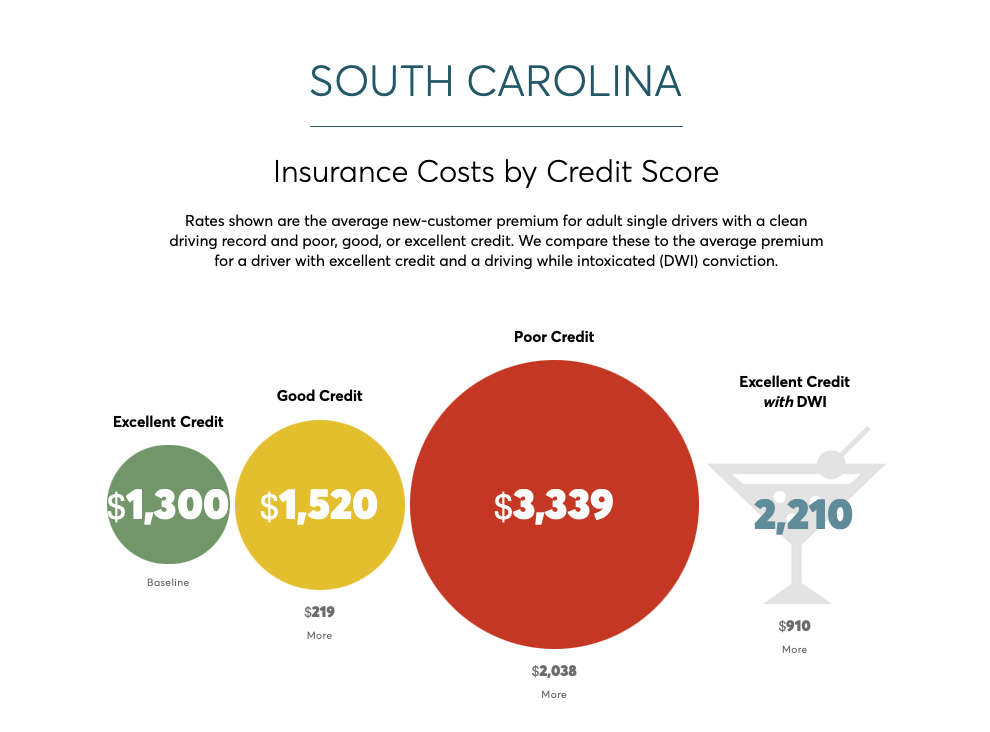 SOUTH CAROLINA
Insurance Costs by Credit Score
Rates shown are the average new-customer premium for adult single drivers with a clean
driving record and poor, good, or excellent credit. We compare these to the average premium
for a driver with excellent credit and a driving while intoxicated (DWI) conviction.
Excellent Credit
$1,300
Baseline
Good Credit
$1,520
$219
More
Poor Credit
$3,339
$2,038
More
Excellent Credit
with DWI
2,210
$910
More